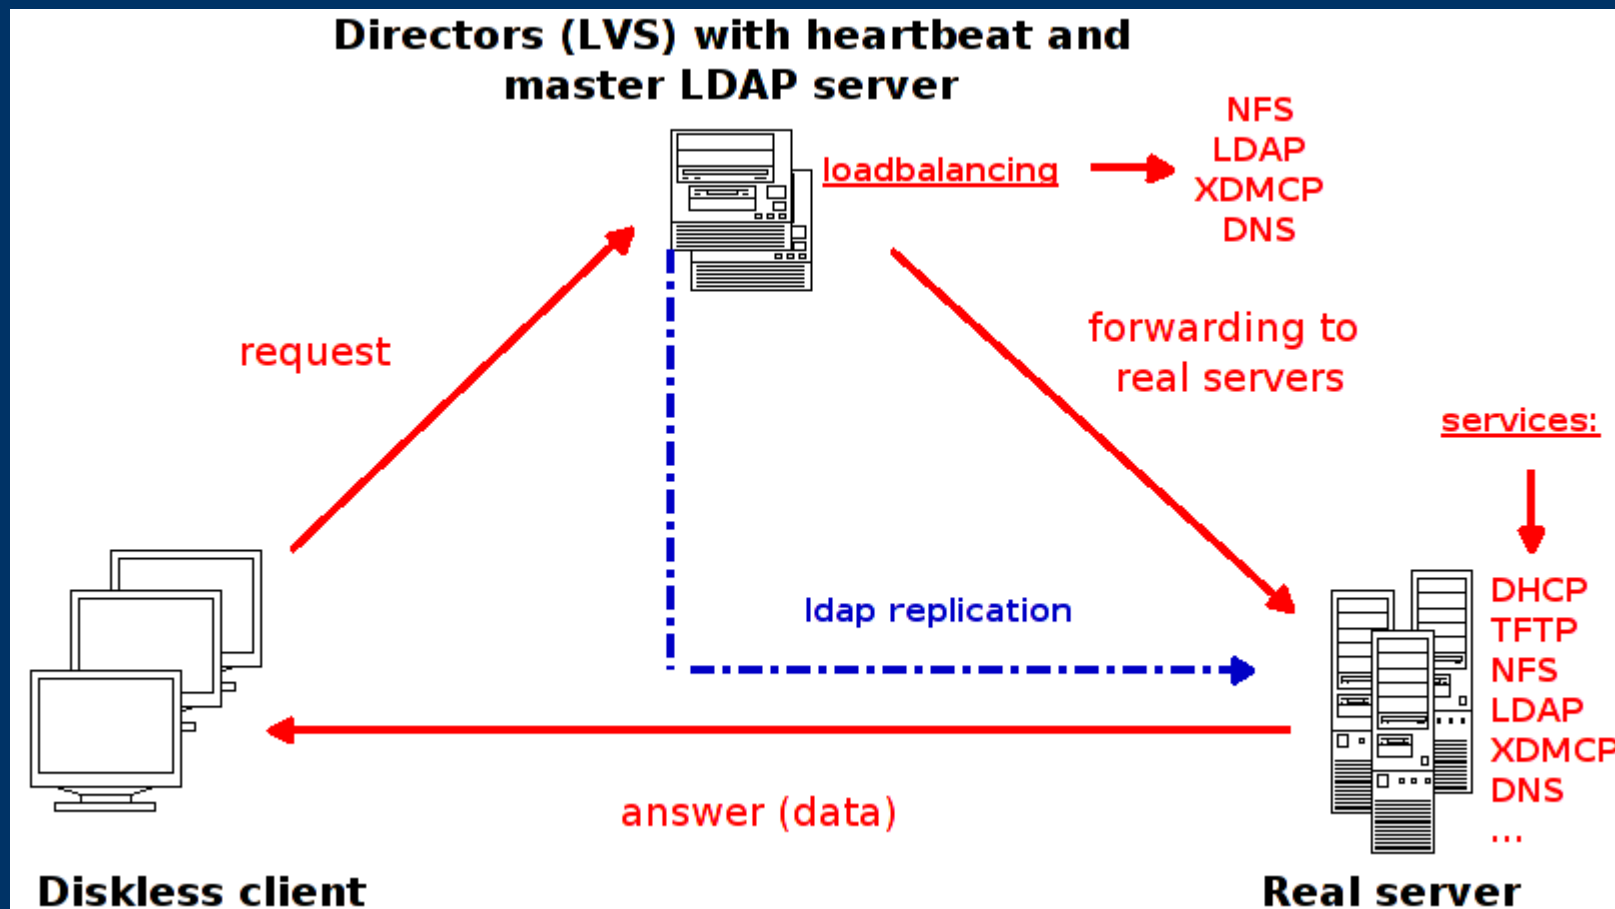 Directors (LVS) with heartbeat and
master LDAP server
loadbalancing
NFS
LDAP
XDMCP
DNS
request
forwarding to
real servers
services:
ldap replication
DHCP
TFTP
NFS
LDAP
XDMCP
DNS
...
answer (data)
Diskless client
Real server